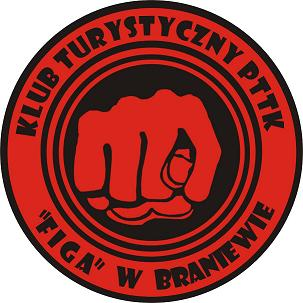 KLUB TURYSTYCZNY PTTK
"FIGA" W BRANIEWIE